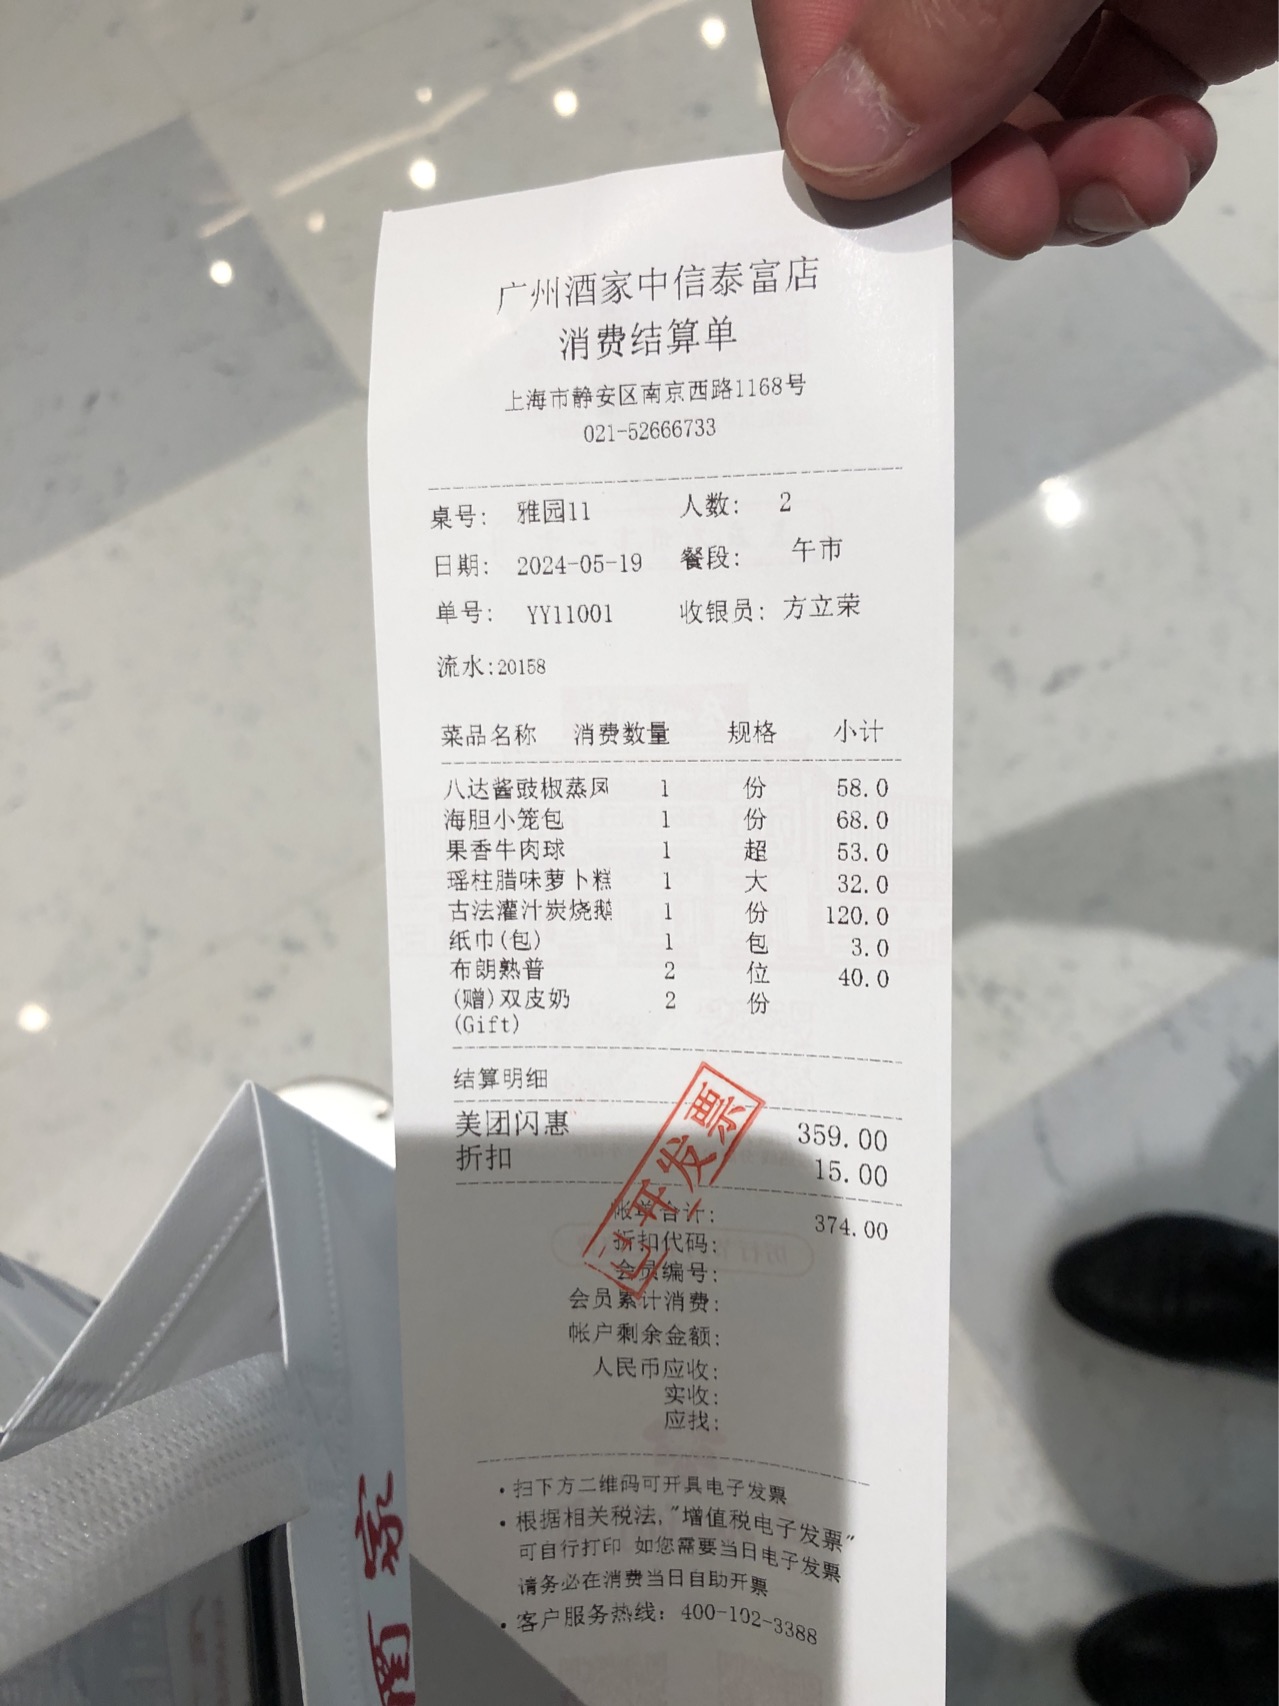 广州酒家中信泰富店
消费结算单
上海市静安区南京西路1168号
021-52666733
桌号: 雅园11 人数: 2
日期: 2024-05-19 餐段: 午市
单号: YY11001 收银员: 方立荣
流水:20158
菜品名称 消费数量 规格 小计
八达酱豉椒蒸凤 1 份 58.0
海胆小笼包 1 份 68.0
果香牛肉球 1 超 53.0
瑶柱腊味萝卜糕 1 大 32.0
古法灌汁炭烧鹅 1 份 120.0
纸巾(包) 1 包 3.0
布朗熟普 2 位 40.0
(赠)双皮奶 2 份
(Gift)
结算明细
美团闪惠 359.00
折扣 15.00
已开发票
帐单合计: 374.00
折扣代码:
会员编号:
会员累计消费:
帐户剩余金额:
人民币应收:
实收:
应找:
·扫下方二维码可开具电子发票
·根据相关税法,"增值税电子发票"
可自行打印 如您需要当日电子发票
请务必在消费当日自助开票
·客户服务热线: 400-102-3388
酒家